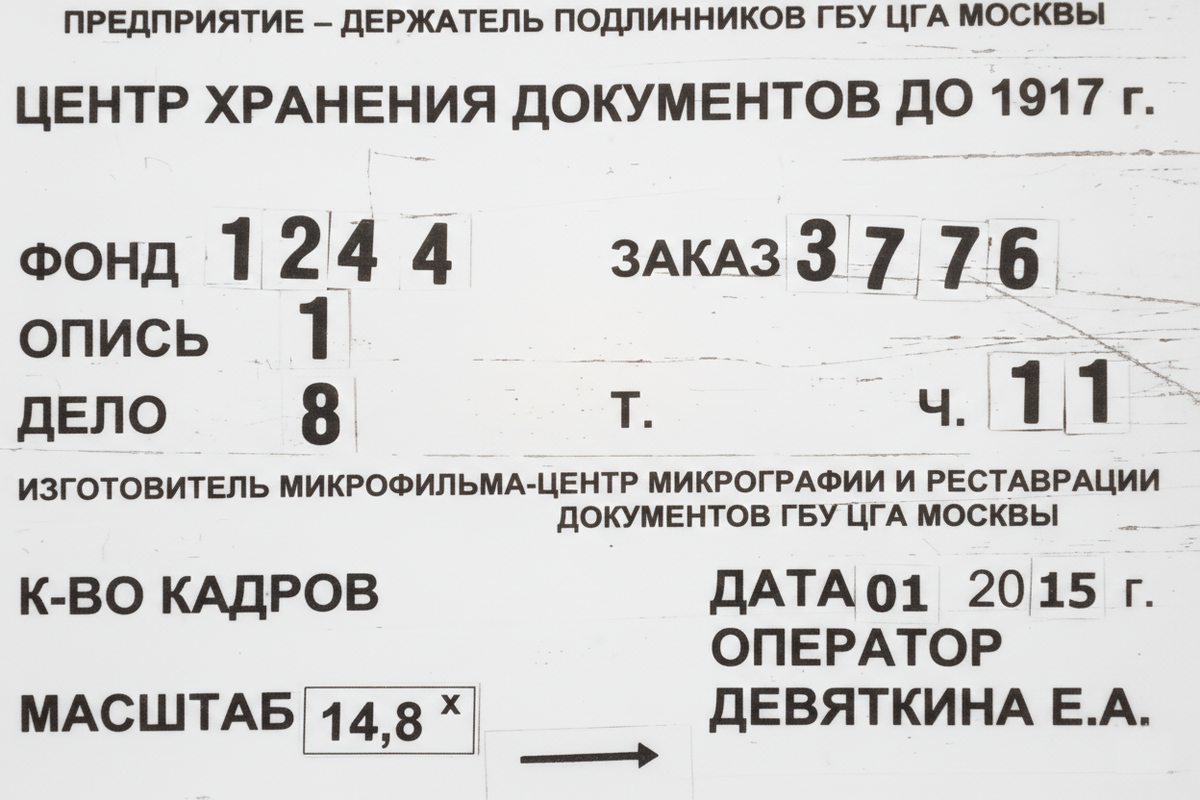 ПРЕДПРИЯТИЕ – ДЕРЖАТЕЛЬ ПОДЛИННИКОВ ГБУ ЦГА МОСКВЫ
ЦЕНТР ХРАНЕНИЯ ДОКУМЕНТОВ ДО 1917 г.
ФОНД 1244 ЗАКАЗ 3776
ОПИСЬ 1
ДЕЛО 8 Т. Ч. 11
ИЗГОТОВИТЕЛЬ МИКРОФИЛЬМА-ЦЕНТР МИКРОГРАФИИ И РЕСТАВРАЦИИ
ДОКУМЕНТОВ ГБУ ЦГА МОСКВЫ
К-ВО КАДРОВ ДАТА 01 2015 г.
ОПЕРАТОР
МАСШТАБ 14,8 х ДЕВЯТКИНА Е.А.